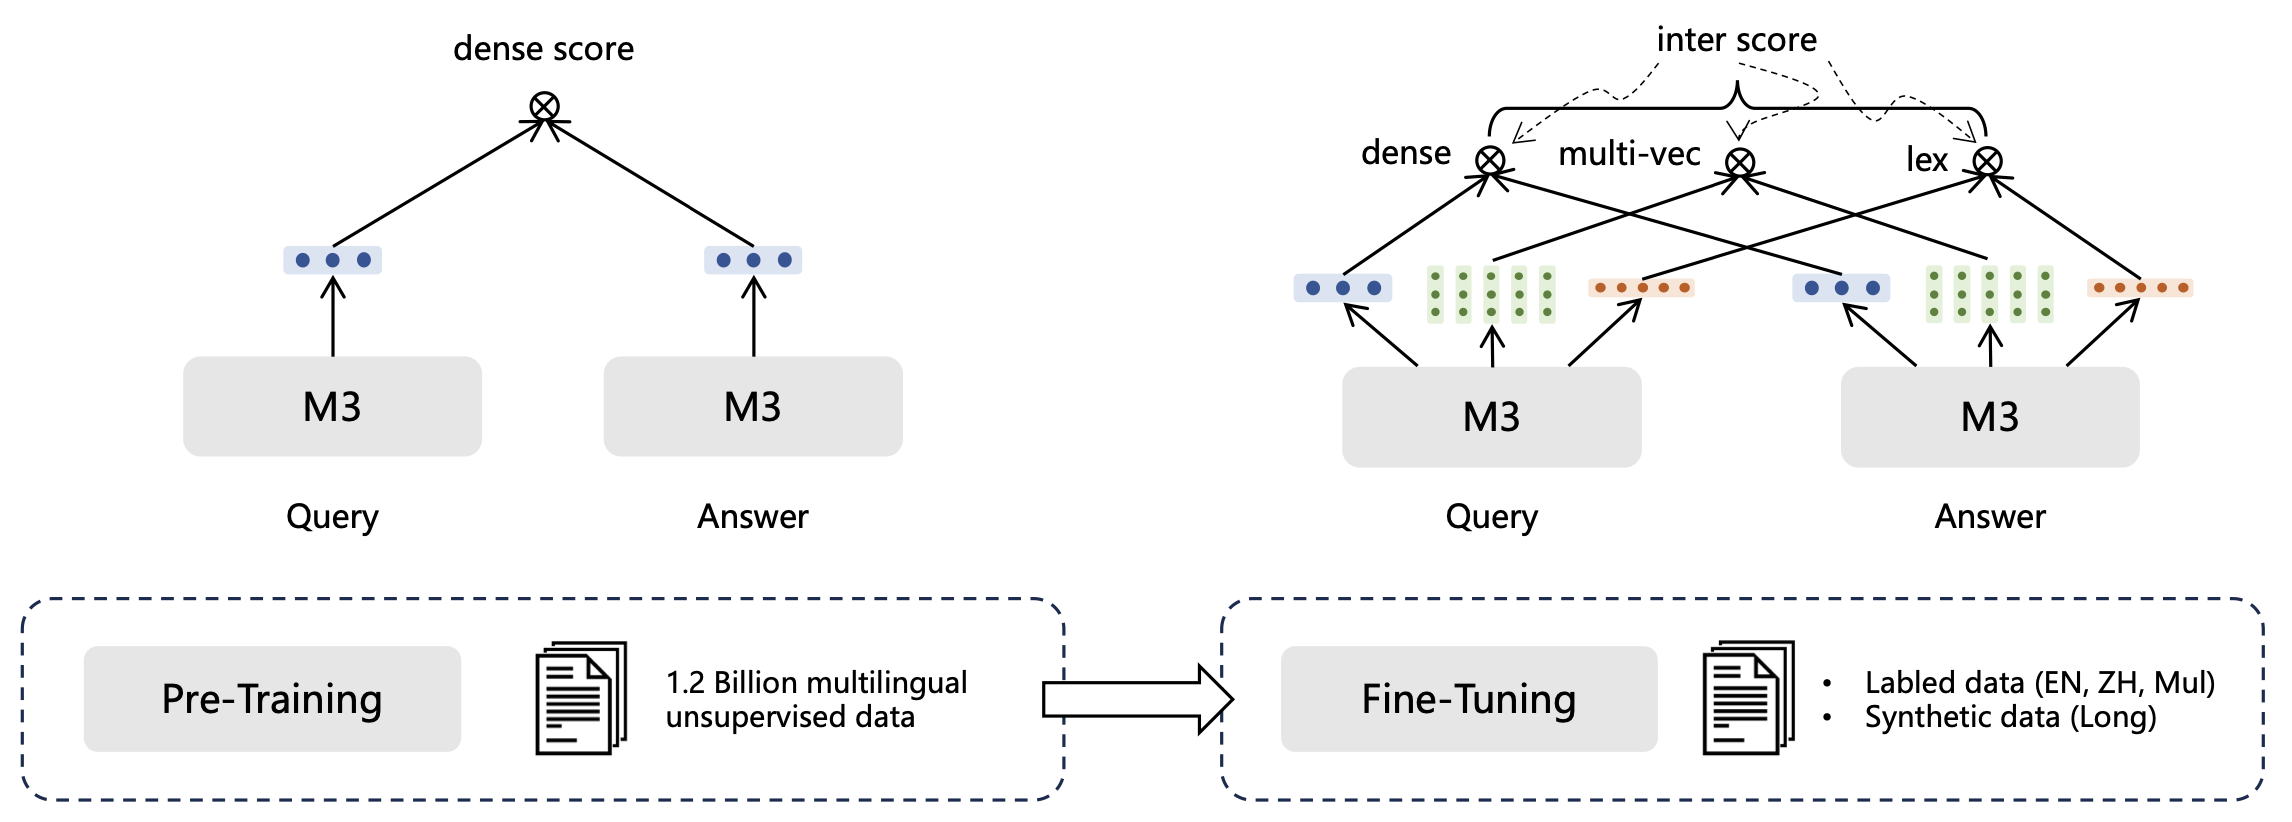 dense score
M3
M3
Query
Answer
inter score
dense
multi-vec
lex
M3
M3
Query
Answer
Pre-Training
1.2 Billion multilingual
unsupervised data
Fine-Tuning
• Labled data (EN, ZH, Mul)
• Synthetic data (Long)